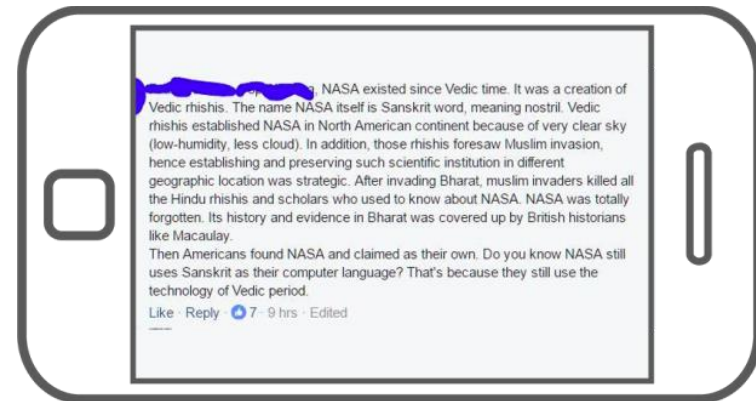 , NASA existed since Vedic time. It was a creation of
Vedic rhishis. The name NASA itself is Sanskrit word, meaning nostril. Vedic
rhishis established NASA in North American continent because of very clear sky
(low-humidity, less cloud). In addition, those rhishis foresaw Muslim invasion,
hence establishing and preserving such scientific institution in different
geographic location was strategic. After invading Bharat, muslim invaders killed all
the Hindu rhishis and scholars who used to know about NASA. NASA was totally
forgotten. Its history and evidence in Bharat was covered up by British historians
like Macaulay.
Then Americans found NASA and claimed as their own. Do you know NASA still
uses Sanskrit as their computer language? That's because they still use the
technology of Vedic period.
Like · Reply · 7 · 9 hrs · Edited